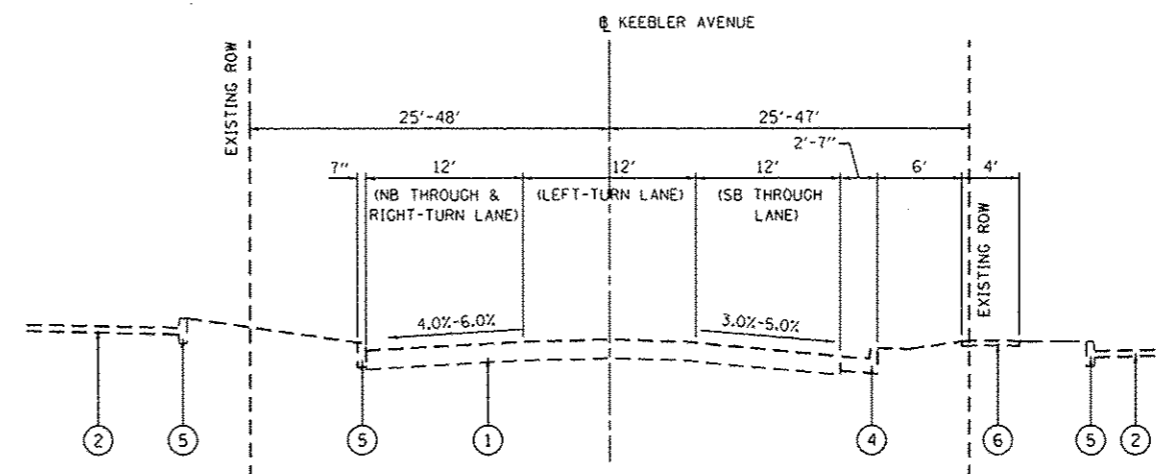 ℄ KEEBLER AVENUE
EXISTING ROW
25'-48'
25'-47'
2'-7"
7"
12'
12'
12'
6'
4'
(NB THROUGH &
RIGHT-TURN LANE)
(LEFT-TURN LANE)
(SB THROUGH
LANE)
EXISTING ROW
4.0%-6.0%
3.0%-5.0%
2
5
5
1
4
6
5
2